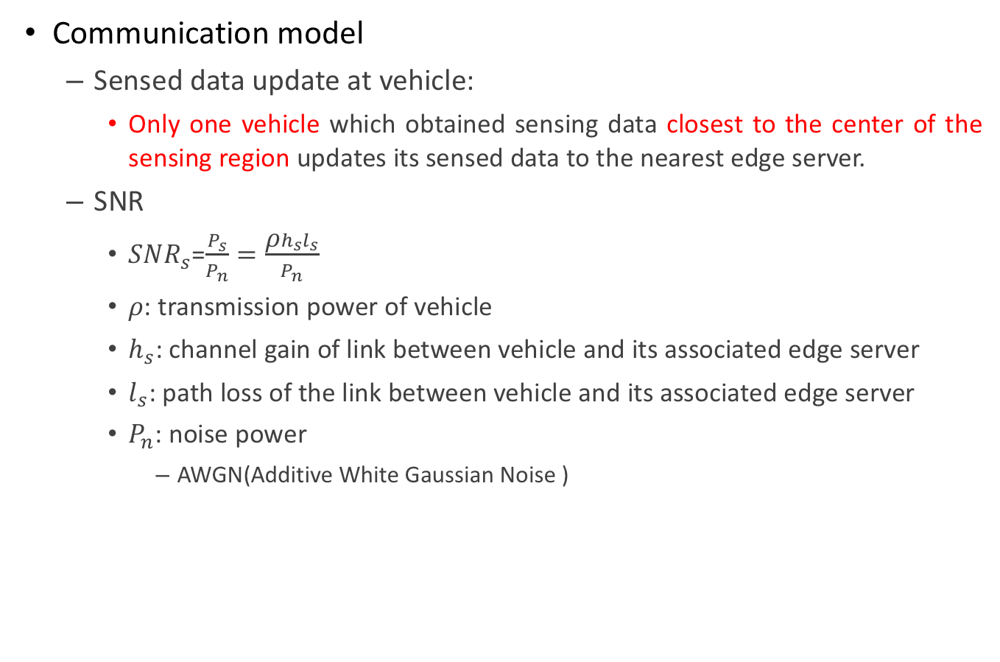 • Communication model
– Sensed data update at vehicle:
• Only one vehicle which obtained sensing data closest to the center of the
sensing region updates its sensed data to the nearest edge server.
– SNR
• $SNR_s$=$\frac{P_s}{P_n} = \frac{\rho h_s l_s}{P_n}$
• $\rho$: transmission power of vehicle
• $h_s$: channel gain of link between vehicle and its associated edge server
• $l_s$: path loss of the link between vehicle and its associated edge server
• $P_n$: noise power
– AWGN(Additive White Gaussian Noise )